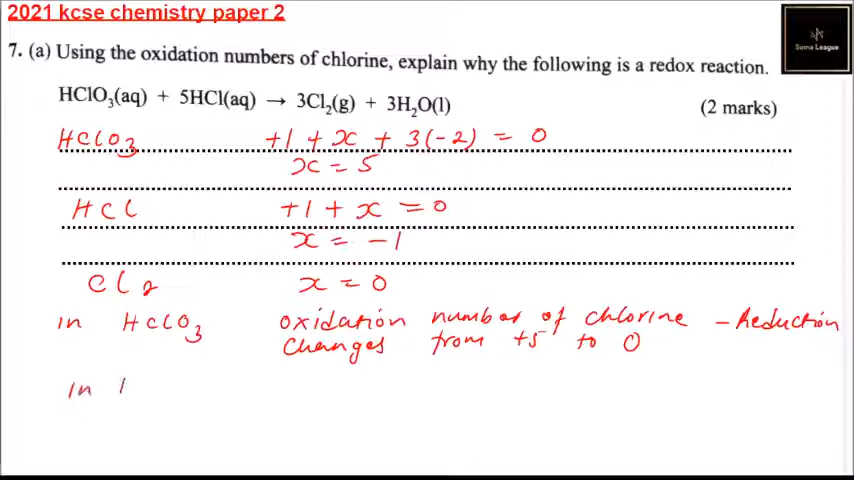 2021 kcse chemistry paper 2
Suma League
7. (a) Using the oxidation numbers of chlorine, explain why the following is a redox reaction.
HClO₃(aq) + 5HCl(aq) → 3Cl₂(g) + 3H₂O(l) (2 marks)
HClO₃ +1 + x + 3(-2) = 0
x = 5
HCl +1 + x = 0
x = -1
Cl₂ x = 0
in HClO₃ oxidation number of chlorine - Reduction
changes from +5 to 0
in